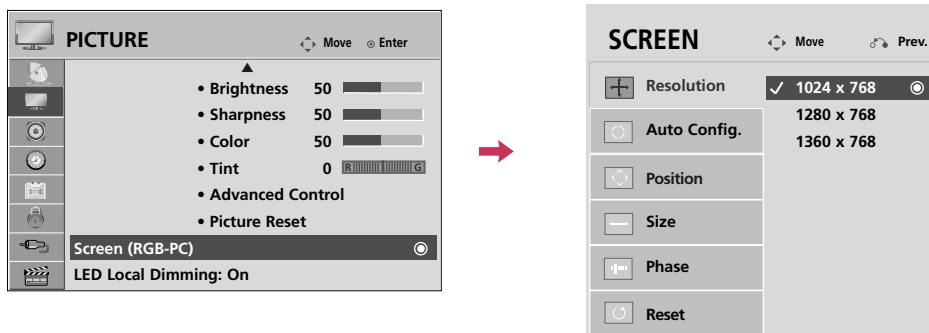 PICTURE
Move
Enter
• Brightness 50
• Sharpness 50
• Color 50
• Tint 0 R G
• Advanced Control
• Picture Reset
Screen (RGB-PC)
LED Local Dimming: On
SCREEN
Move
Prev.
Resolution
Auto Config.
Position
Size
Phase
Reset
1024 x 768
1280 x 768
1360 x 768